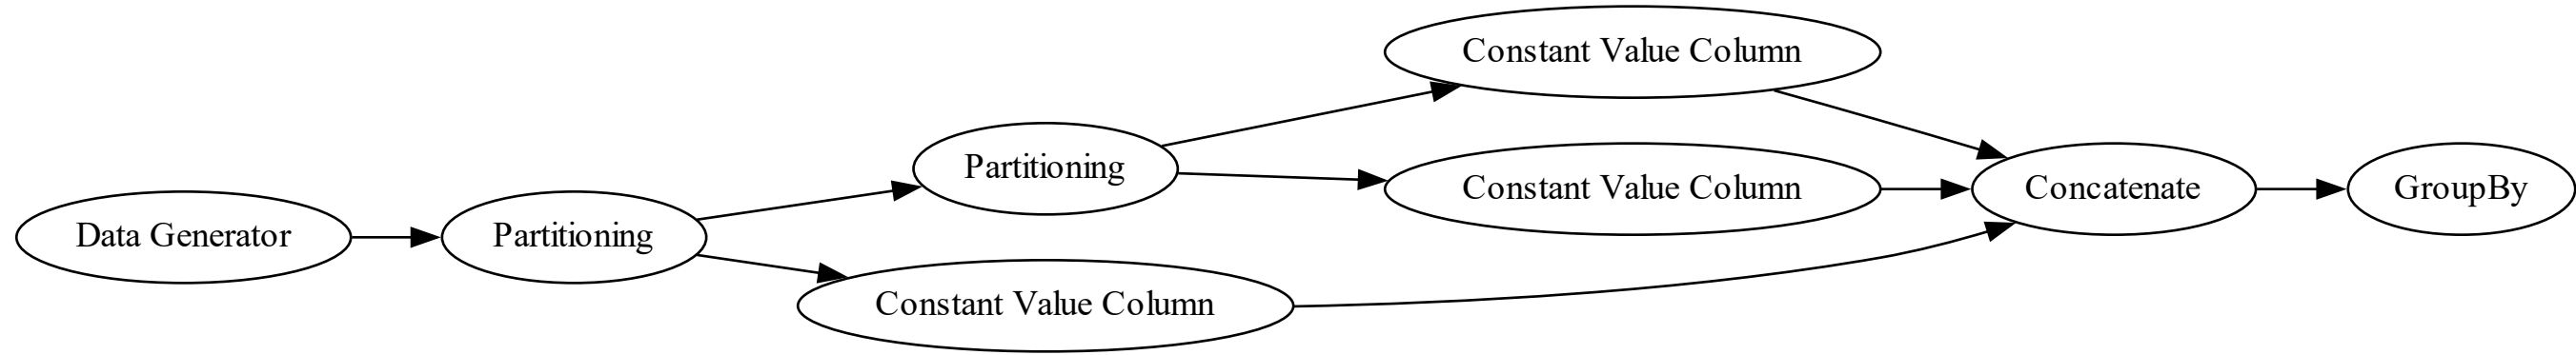 Data Generator
Partitioning
Partitioning
Constant Value Column
Constant Value Column
Constant Value Column
Concatenate
GroupBy